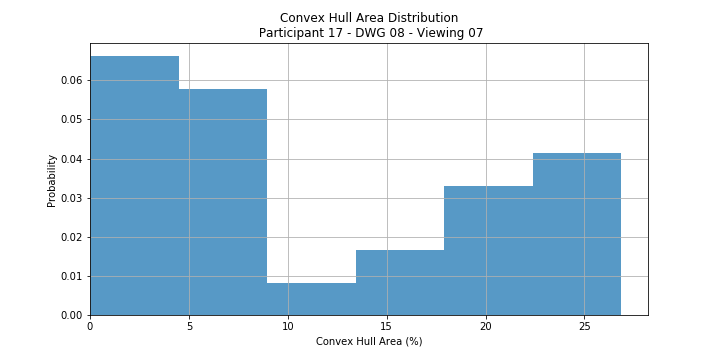 Convex Hull Area Distribution
Participant 17 - DWG 08 - Viewing 07
0.06
0.05
0.04
0.03
0.02
0.01
0.00
Probability
0 5 10 15 20 25
Convex Hull Area (%)